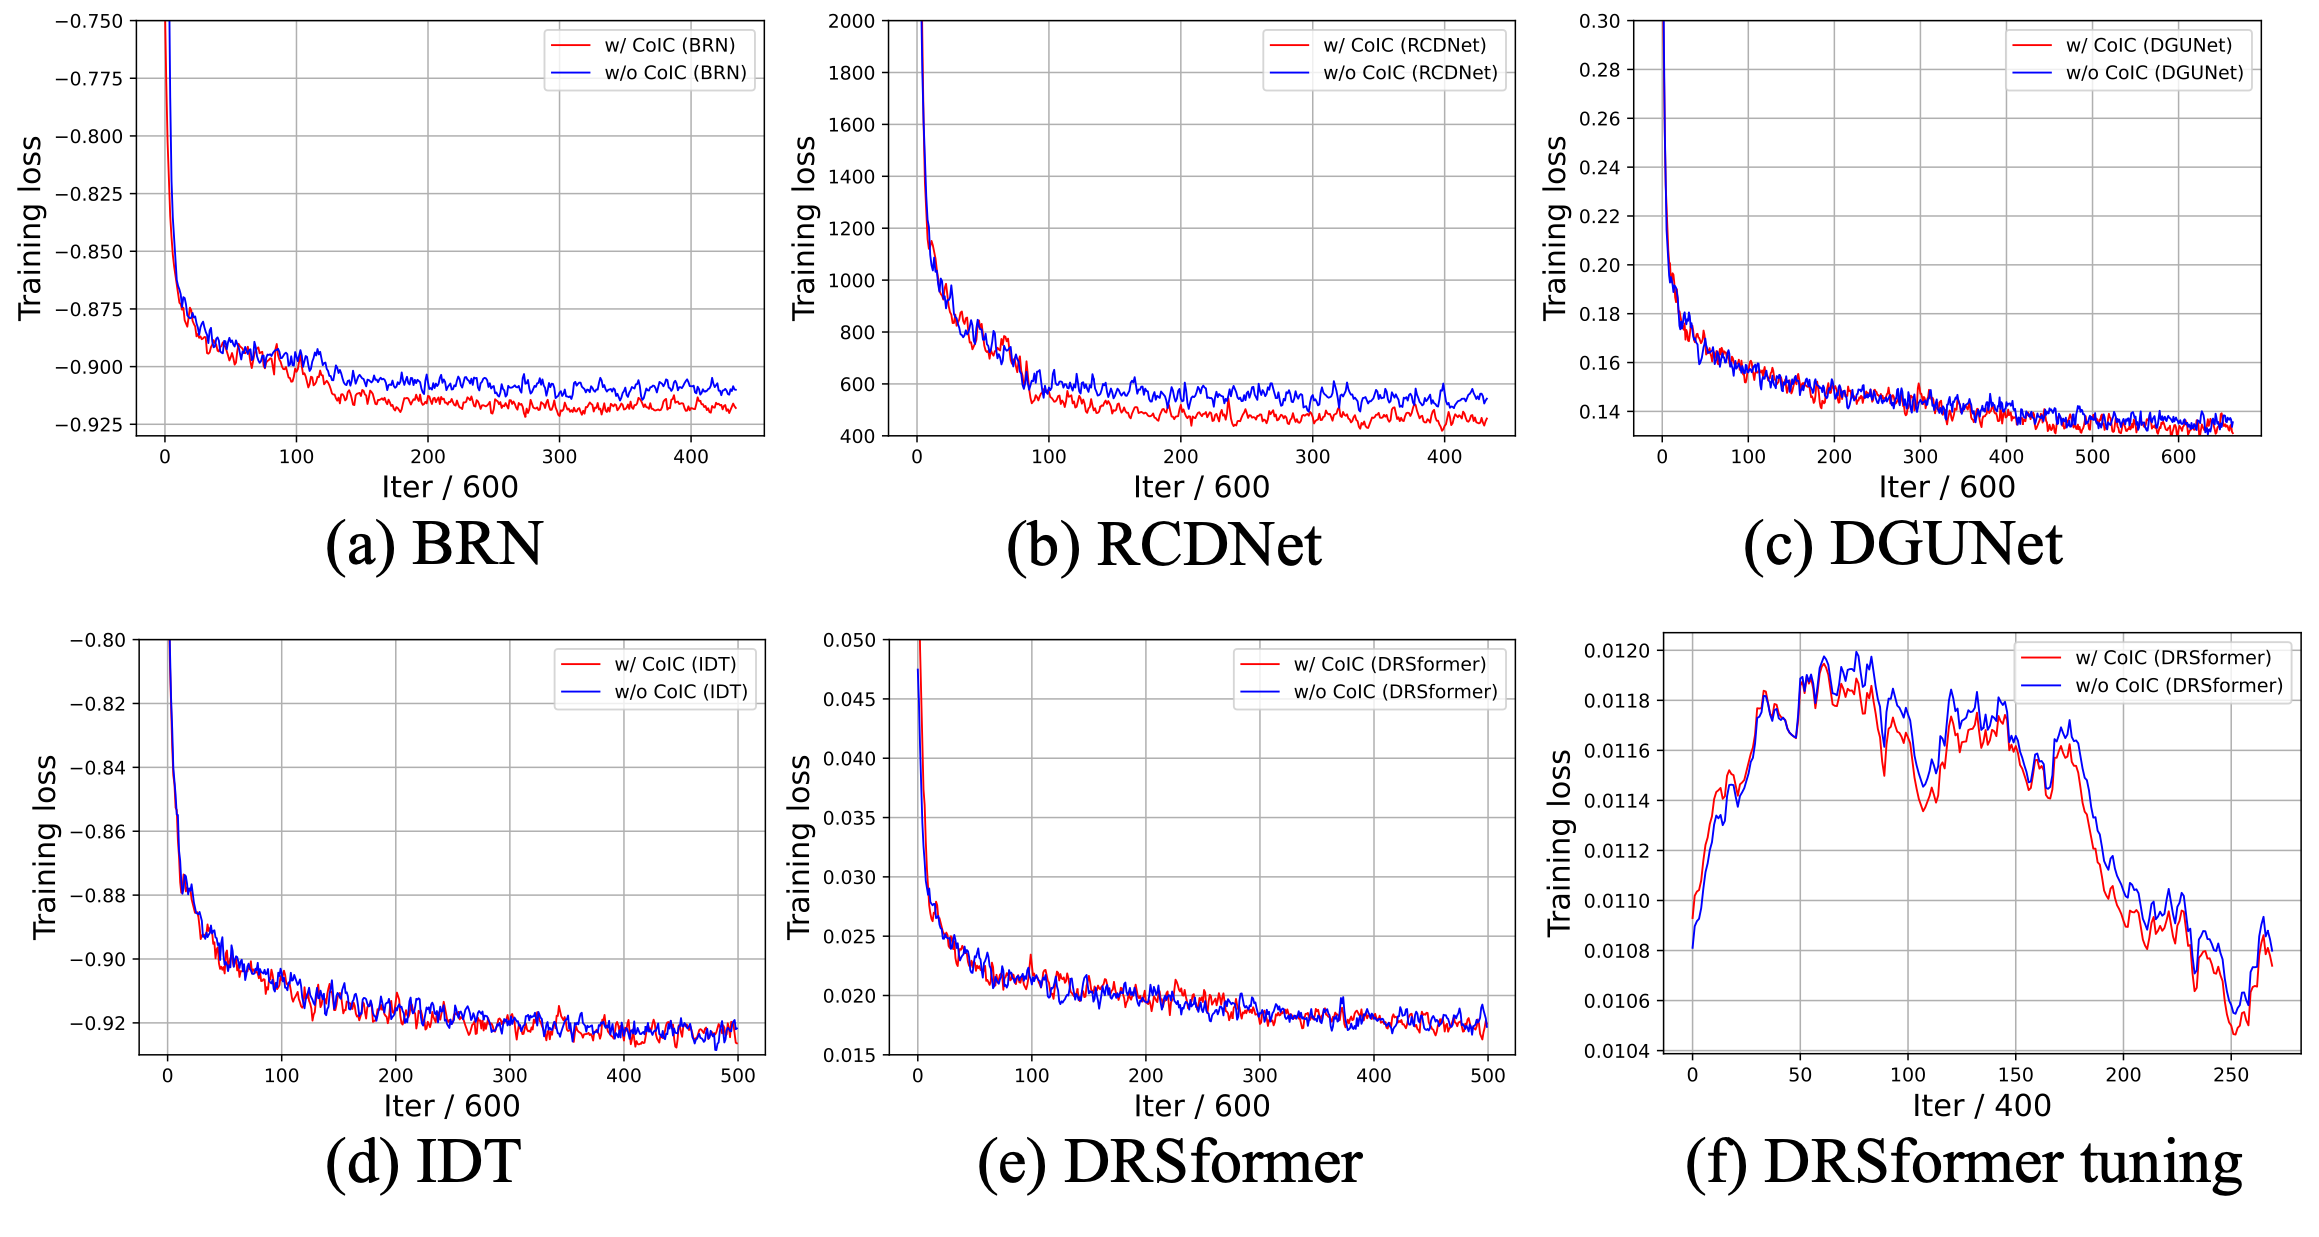 −0.750
−0.775
−0.800
−0.825
−0.850
−0.875
−0.900
−0.925
Training loss
w/ CoIC (BRN)
w/o CoIC (BRN)
0 100 200 300 400
Iter / 600
(a) BRN
2000
1800
1600
1400
1200
1000
800
600
400
Training loss
w/ CoIC (RCDNet)
w/o CoIC (RCDNet)
0 100 200 300 400
Iter / 600
(b) RCDNet
0.30
0.28
0.26
0.24
0.22
0.20
0.18
0.16
0.14
Training loss
w/ CoIC (DGUNet)
w/o CoIC (DGUNet)
0 100 200 300 400 500 600
Iter / 600
(c) DGUNet
−0.80
−0.82
−0.84
−0.86
−0.88
−0.90
−0.92
Training loss
w/ CoIC (IDT)
w/o CoIC (IDT)
0 100 200 300 400 500
Iter / 600
(d) IDT
0.050
0.045
0.040
0.035
0.030
0.025
0.020
0.015
Training loss
w/ CoIC (DRSformer)
w/o CoIC (DRSformer)
0 100 200 300 400 500
Iter / 600
(e) DRSformer
0.0120
0.0118
0.0116
0.0114
0.0112
0.0110
0.0108
0.0106
0.0104
Training loss
w/ CoIC (DRSformer)
w/o CoIC (DRSformer)
0 50 100 150 200 250
Iter / 400
(f) DRSformer tuning